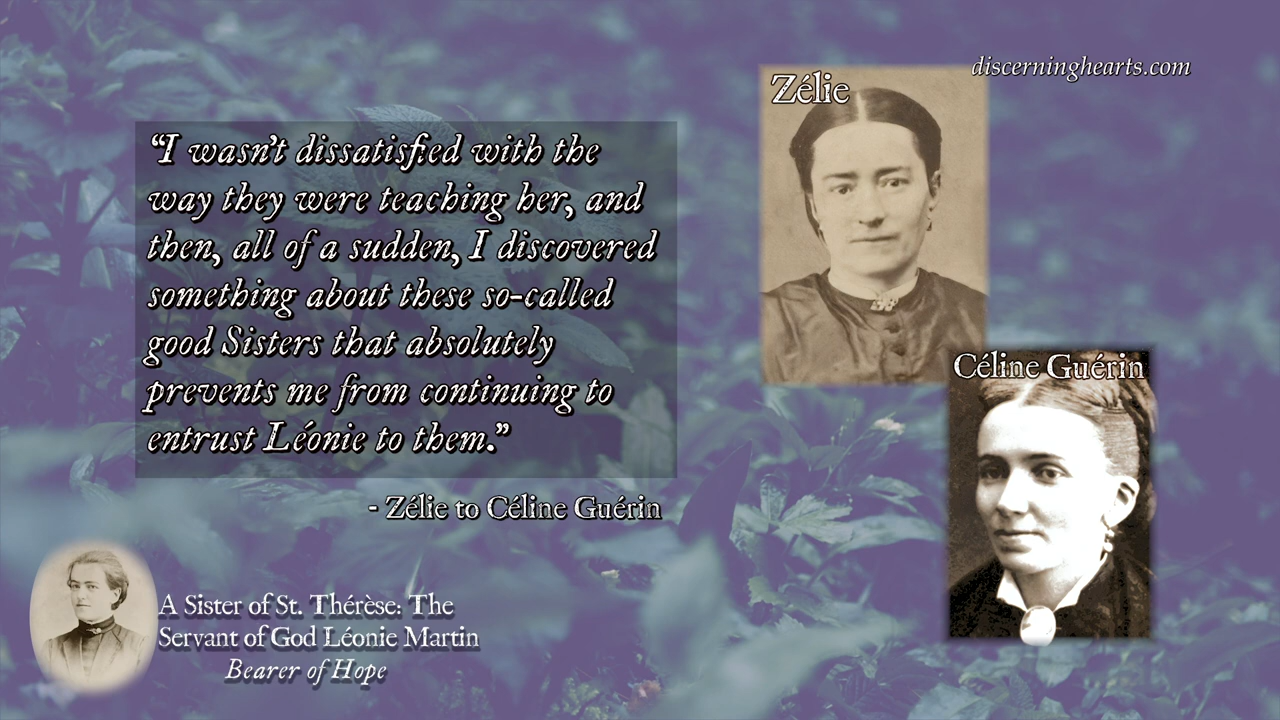 discerninghearts.com
Zélie
“I wasn’t dissatisfied with the
way they were teaching her, and
then, all of a sudden, I discovered
something about these so-called
good Sisters that absolutely
prevents me from continuing to
entrust Léonie to them.”
- Zélie to Céline Guérin
Céline Guérin
A Sister of St. Thérèse: The
Servant of God Léonie Martin
Bearer of Hope